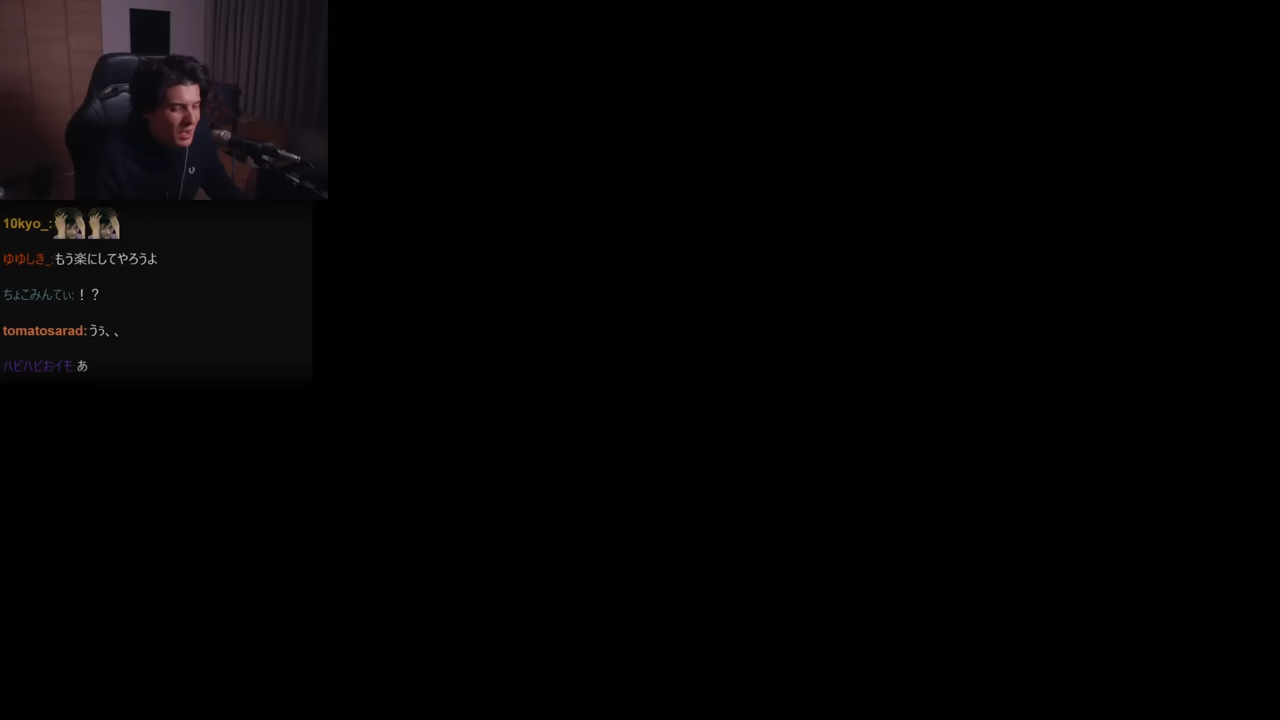 10kyo_:
ゆゆしき_:もう楽にしてやろうよ
ちょこみんてぃ:！？
tomatosarad:うぅ、、
ハピハピおイモ:あ